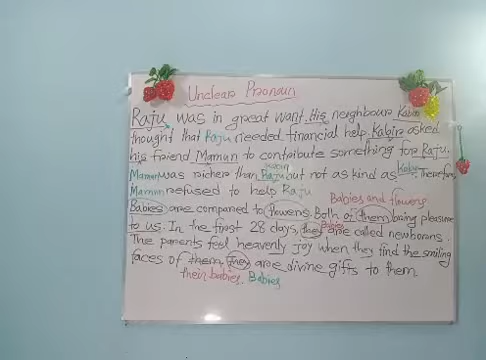 Unclear Pronoun
Raju was in great want. His neighbour Kabir
thought that Raju needed financial help. Kabir asked
his friend Mamun to contribute something for Raju.
Mamun was richer than Raju but not as kind as Kabir. Therefore,
Mamun refused to help Raju
Babies and flowers
Babies are compared to flowers. Both of them bring pleasure
to us. In the first 28 days, they are called newborns.
The parents feel heavenly joy when they find the smiling
faces of them. They are divine gifts to them
their babies. Babies